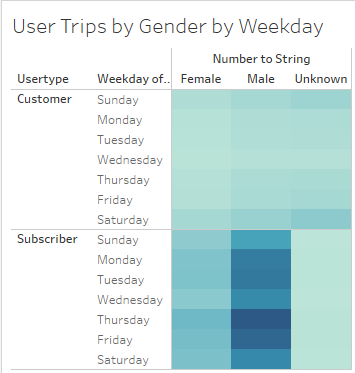 User Trips by Gender by Weekday
Number to String
Usertype Weekday of.. Female Male Unknown
Customer Sunday
Monday
Tuesday
Wednesday
Thursday
Friday
Saturday
Subscriber Sunday
Monday
Tuesday
Wednesday
Thursday
Friday
Saturday